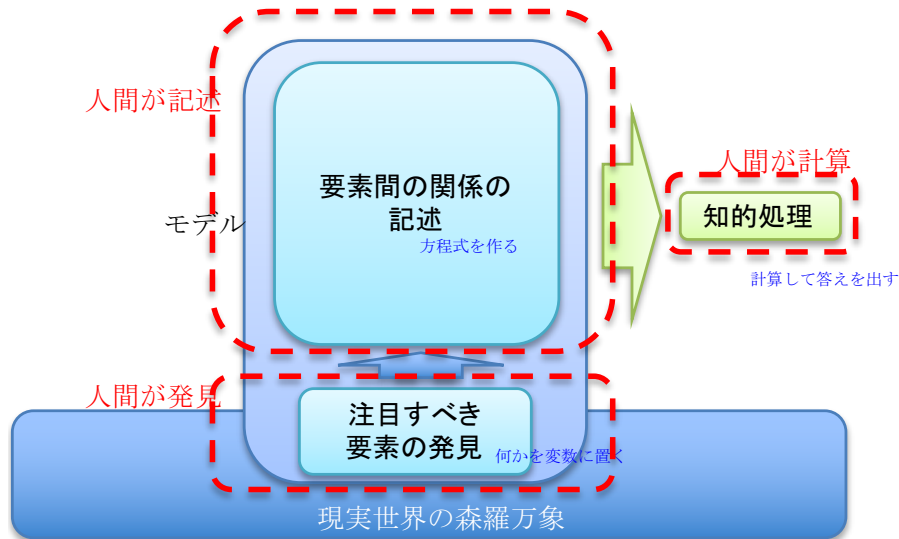 人間が記述
要素間の関係の
記述
方程式を作る
モデル
人間が計算
知的処理
計算して答えを出す
人間が発見
注目すべき
要素の発見
何かを変数に置く
現実世界の森羅万象